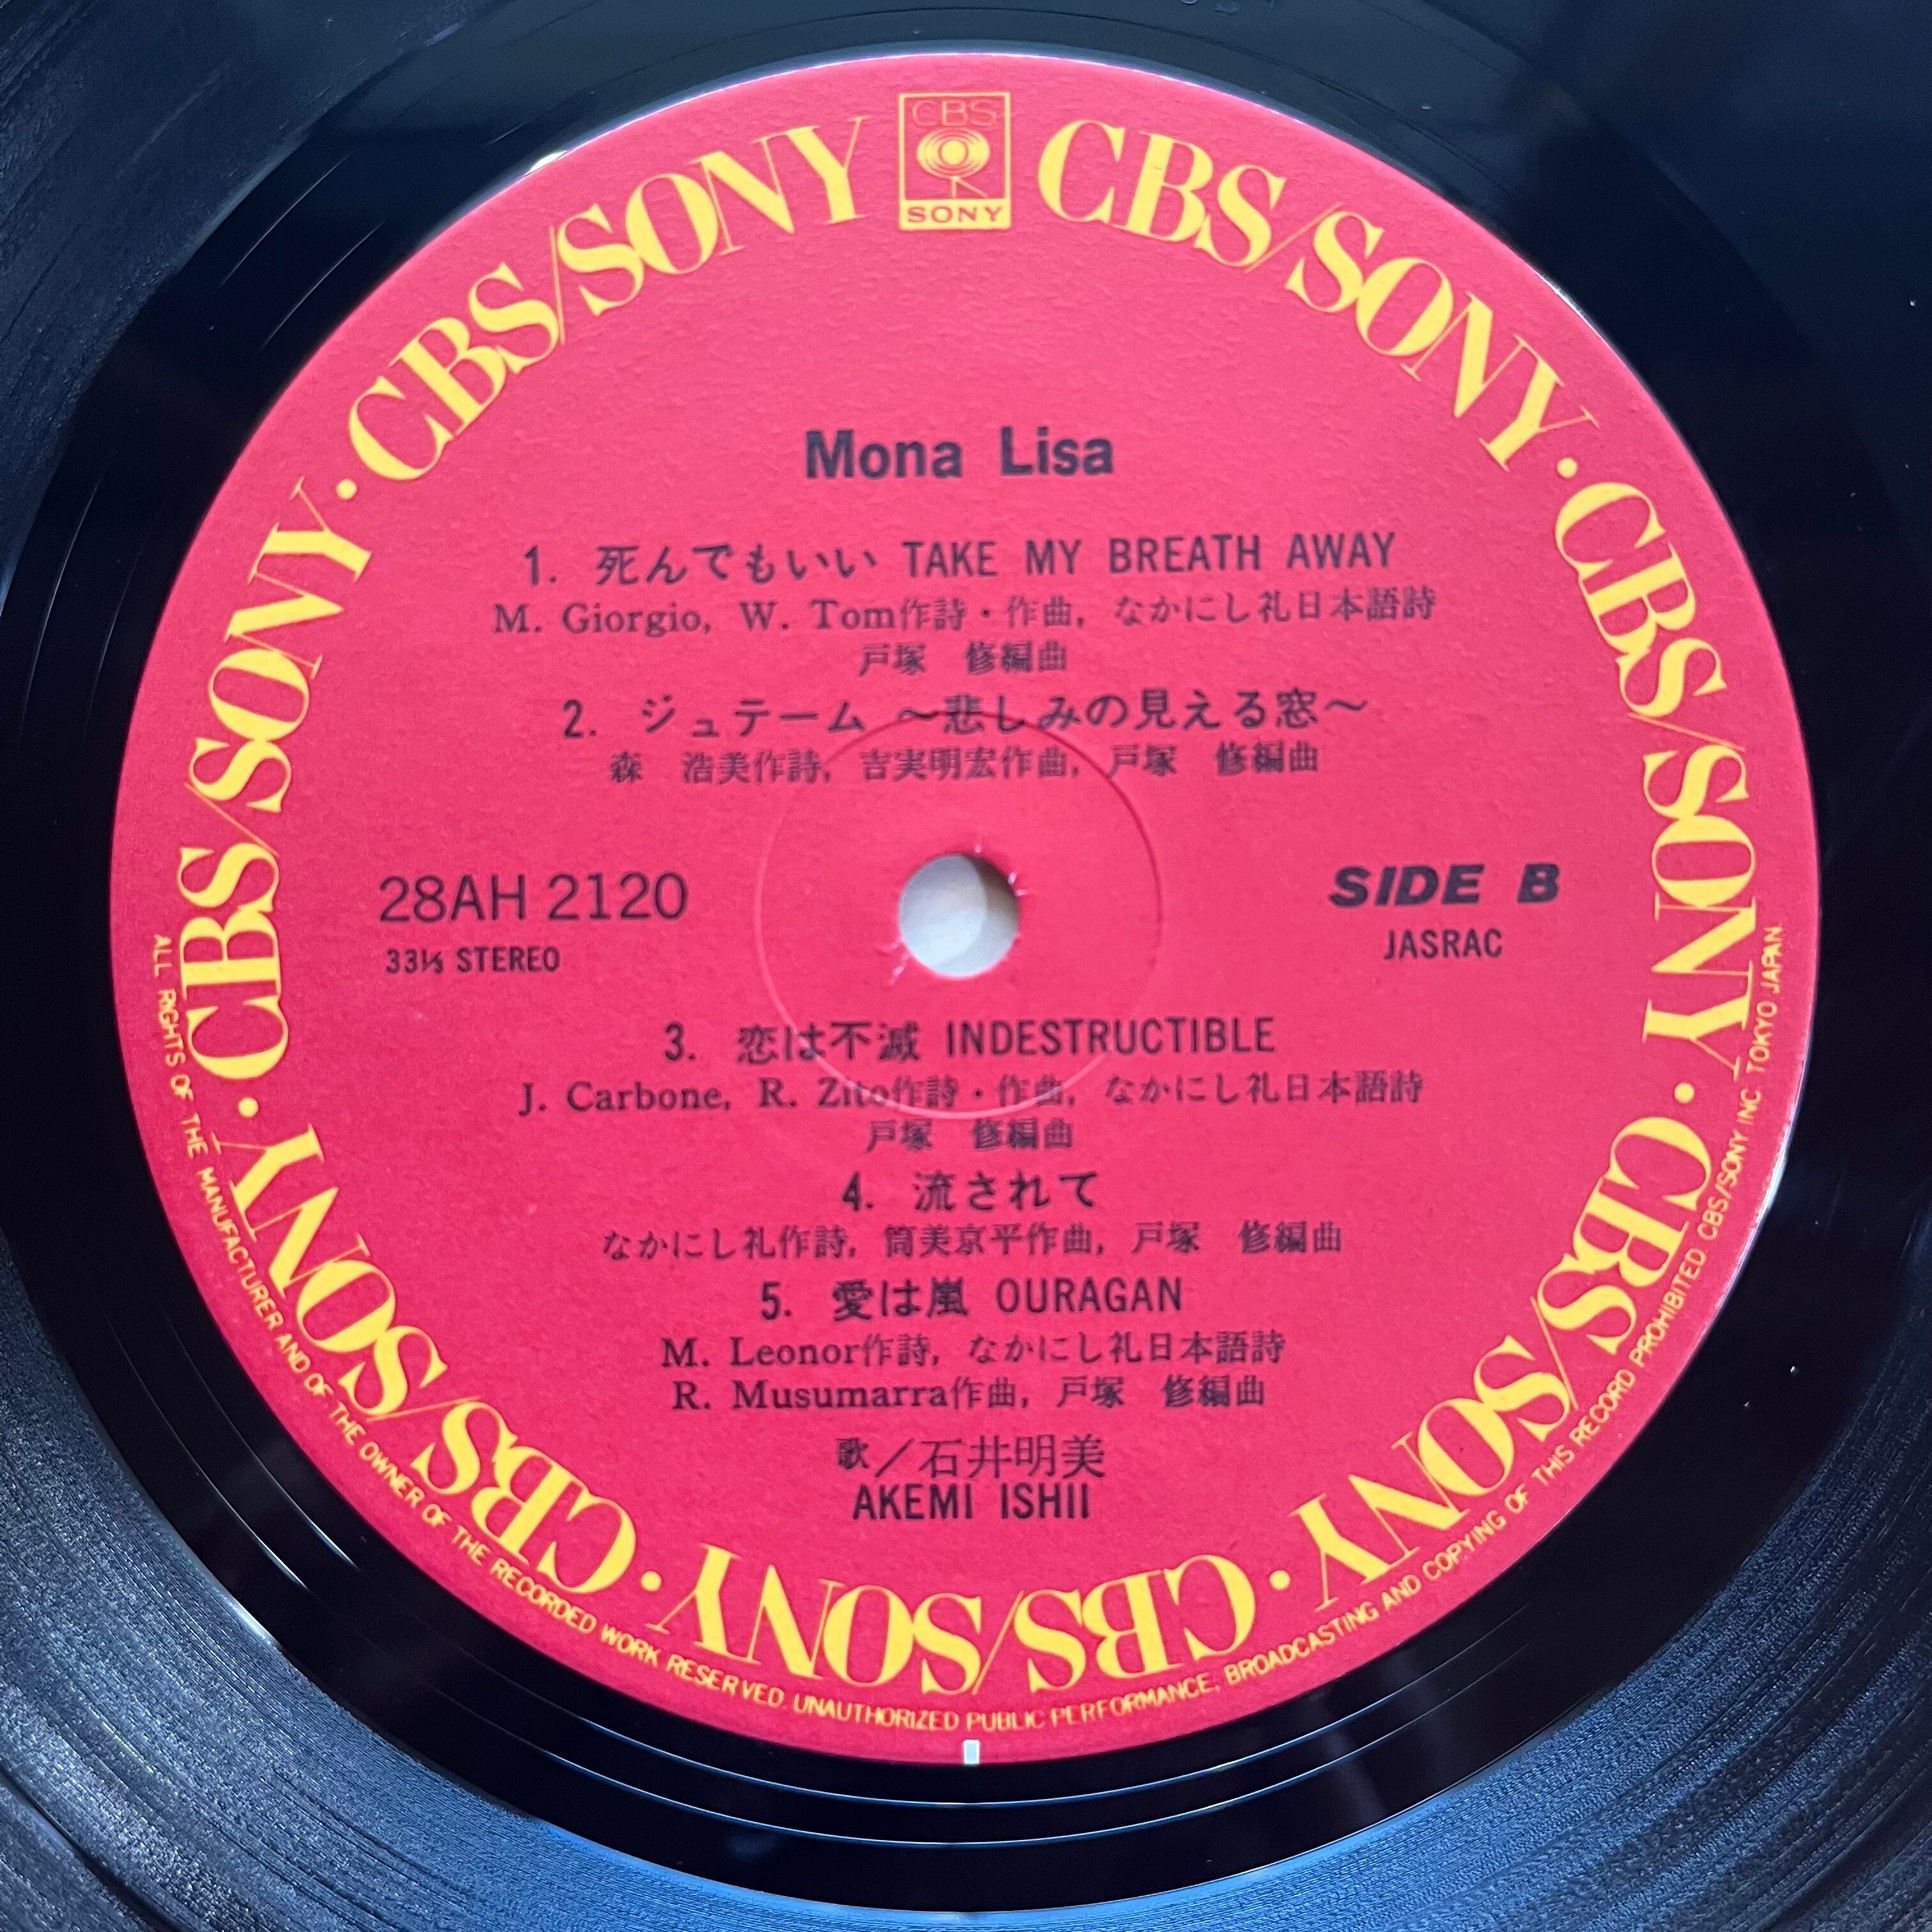 CBS
SONY
CBS/SONY · CBS/SONY · CBS/SONY · CBS/SONY · CBS/SONY · CBS/SONY · CBS/SONY
Mona Lisa
1. 死んでもいい TAKE MY BREATH AWAY
M. Giorgio, W. Tom作詩・作曲, なかにし礼日本語詩
戸塚 修編曲
2. ジュテーム 〜悲しみの見える窓〜
森 浩美作詩, 吉実明宏作曲, 戸塚 修編曲
28AH 2120
33⅓ STEREO
SIDE B
JASRAC
3. 恋は不滅 INDESTRUCTIBLE
J. Carbone, R. Zito作詩・作曲, なかにし礼日本語詩
戸塚 修編曲
4. 流されて
なかにし礼作詩, 筒美京平作曲, 戸塚 修編曲
5. 愛は嵐 OURAGAN
M. Leonor作詩, なかにし礼日本語詩
R. Musumarra作曲, 戸塚 修編曲
歌／石井明美
AKEMI ISHII
ALL RIGHTS OF THE MANUFACTURER AND OF THE OWNER OF THE RECORDED WORK RESERVED. UNAUTHORIZED PUBLIC PERFORMANCE, BROADCASTING AND COPYING OF THIS RECORD PROHIBITED. CBS/SONY INC. TOKYO JAPAN